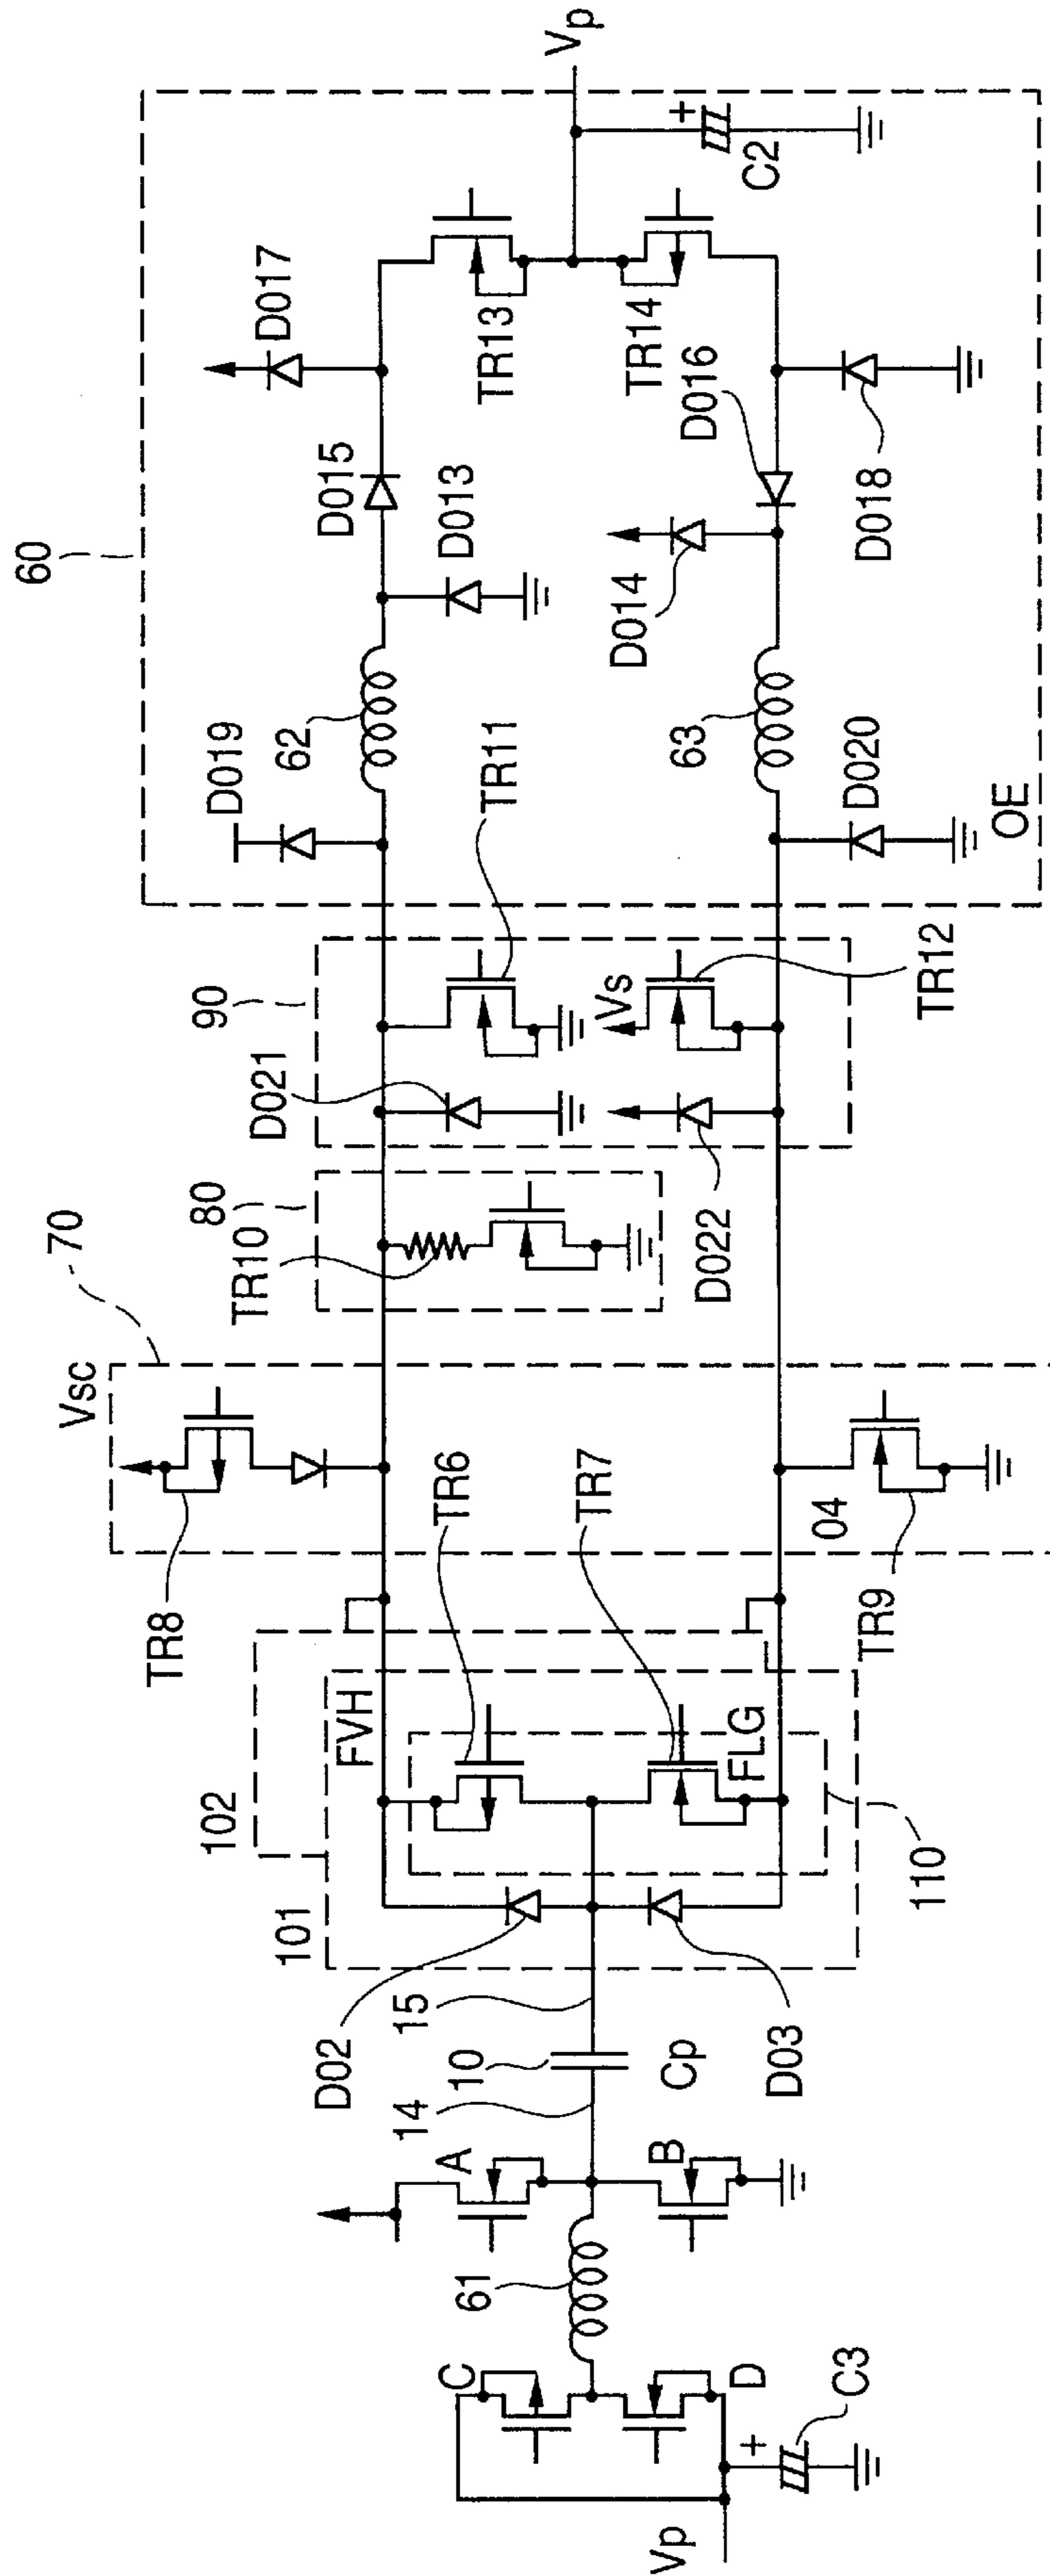 60
Vp
D019
D017
D015
62
D013
TR13
+
C2
TR14
D016
D014
63
D018
D020
OE
90
D021
TR11
Vs
TR12
D022
80
TR10
70
Vsc
TR8
04
TR9
102
101
FVH
TR6
TR7
FLG
110
D02
15
10
14
Cp
D03
A
B
61
C
D
+
C3
Vp